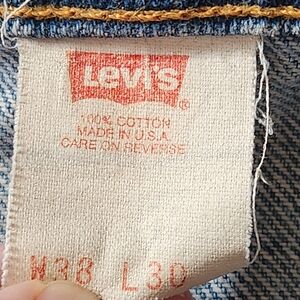 Levi's
®
100% COTTON
MADE IN U.S.A.
CARE ON REVERSE
W38 L30